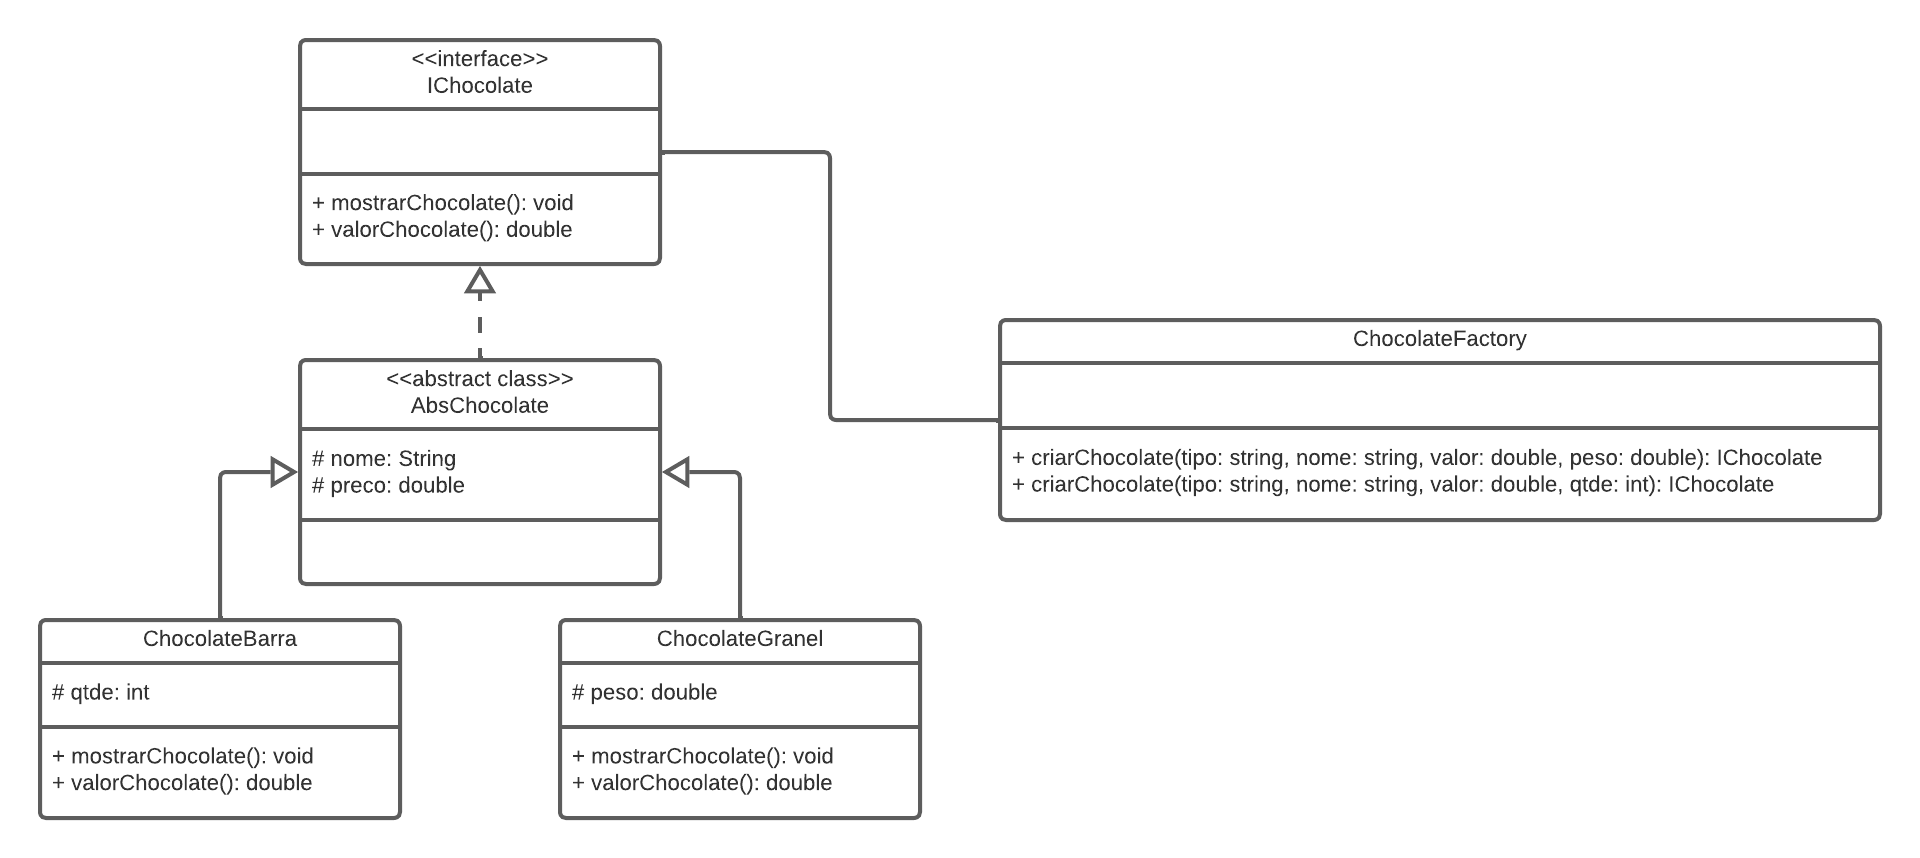 <<interface>>
IChocolate
+ mostrarChocolate(): void
+ valorChocolate(): double
<<abstract class>>
AbsChocolate
# nome: String
# preco: double
ChocolateFactory
+ criarChocolate(tipo: string, nome: string, valor: double, peso: double): IChocolate
+ criarChocolate(tipo: string, nome: string, valor: double, qtde: int): IChocolate
ChocolateBarra
# qtde: int
+ mostrarChocolate(): void
+ valorChocolate(): double
ChocolateGranel
# peso: double
+ mostrarChocolate(): void
+ valorChocolate(): double